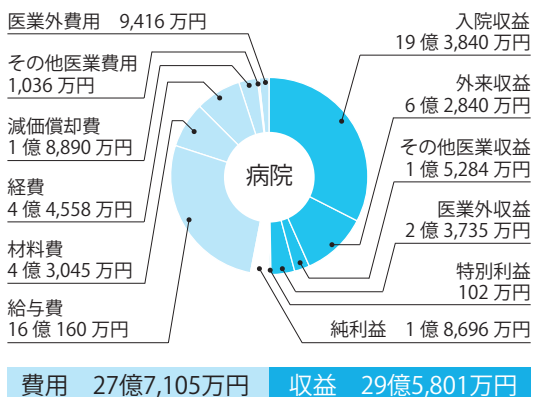 医業外費用　9,416 万円
その他医業費用
1,036 万円
減価償却費
1 億 8,890 万円
経費
4 億 4,558 万円
材料費
4 億 3,045 万円
給与費
16 億 160 万円
病院
入院収益
19 億 3,840 万円
外来収益
6 億 2,840 万円
その他医業収益
1 億 5,284 万円
医業外収益
2 億 3,735 万円
特別利益
102 万円
純利益　1 億 8,696 万円
費用　27億7,105万円　収益　29億5,801万円